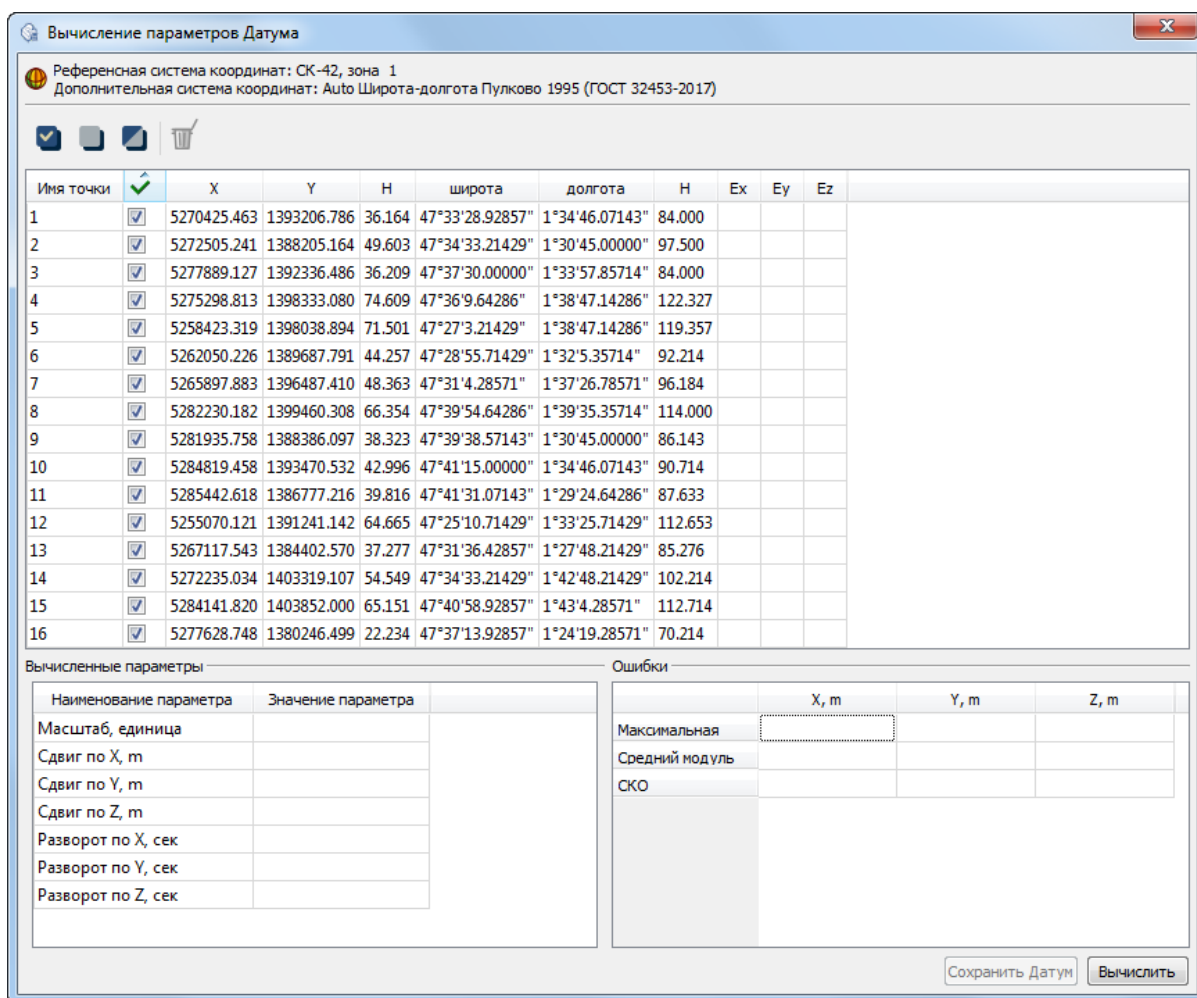 Вычисление параметров Датума
Референсная система координат: СК-42, зона 1
Дополнительная система координат: Auto Широта-долгота Пулково 1995 (ГОСТ 32453-2017)
Имя точки X Y H широта долгота H Ex Ey Ez
1 5270425.463 1393206.786 36.164 47°33'28.92857" 1°34'46.07143" 84.000
2 5272505.241 1388205.164 49.603 47°34'33.21429" 1°30'45.00000" 97.500
3 5277889.127 1392336.486 36.209 47°37'30.00000" 1°33'57.85714" 84.000
4 5275298.813 1398333.080 74.609 47°36'9.64286" 1°38'47.14286" 122.327
5 5258423.319 1398038.894 71.501 47°27'3.21429" 1°38'47.14286" 119.357
6 5262050.226 1389687.791 44.257 47°28'55.71429" 1°32'5.35714" 92.214
7 5265897.883 1396487.410 48.363 47°31'4.28571" 1°37'26.78571" 96.184
8 5282230.182 1399460.308 66.354 47°39'54.64286" 1°39'35.35714" 114.000
9 5281935.758 1388386.097 38.323 47°39'38.57143" 1°30'45.00000" 86.143
10 5284819.458 1393470.532 42.996 47°41'15.00000" 1°34'46.07143" 90.714
11 5285442.618 1386777.216 39.816 47°41'31.07143" 1°29'24.64286" 87.633
12 5255070.121 1391241.142 64.665 47°25'10.71429" 1°33'25.71429" 112.653
13 5267117.543 1384402.570 37.277 47°31'36.42857" 1°27'48.21429" 85.276
14 5272235.034 1403319.107 54.549 47°34'33.21429" 1°42'48.21429" 102.214
15 5284141.820 1403852.000 65.151 47°40'58.92857" 1°43'4.28571" 112.714
16 5277628.748 1380246.499 22.234 47°37'13.92857" 1°24'19.28571" 70.214
Вычисленные параметры
Наименование параметра Значение параметра
Масштаб, единица
Сдвиг по X, m
Сдвиг по Y, m
Сдвиг по Z, m
Разворот по X, сек
Разворот по Y, сек
Разворот по Z, сек
Ошибки
X, m Y, m Z, m
Максимальная
Средний модуль
СКО
Сохранить Датум Вычислить